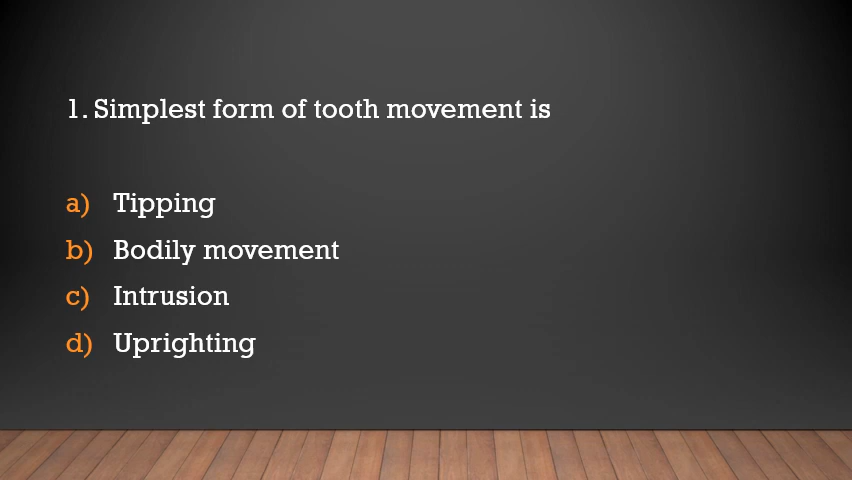 1. Simplest form of tooth movement is
a) Tipping
b) Bodily movement
c) Intrusion
d) Uprighting